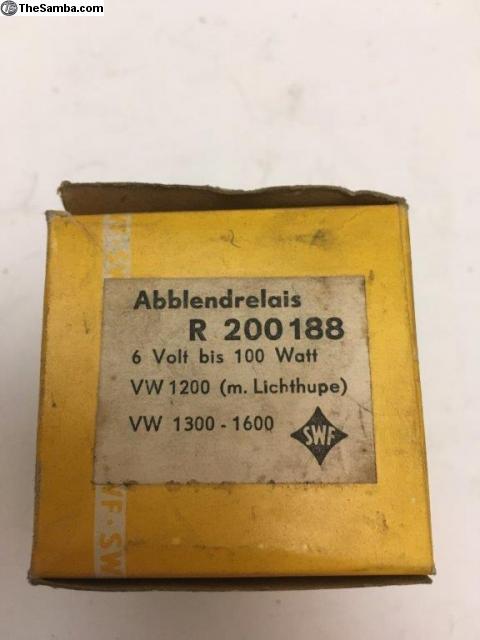 TheSamba.com
Abblendrelais
R 200188
6 Volt bis 100 Watt
VW 1200 (m. Lichthupe)
VW 1300 - 1600
SWF